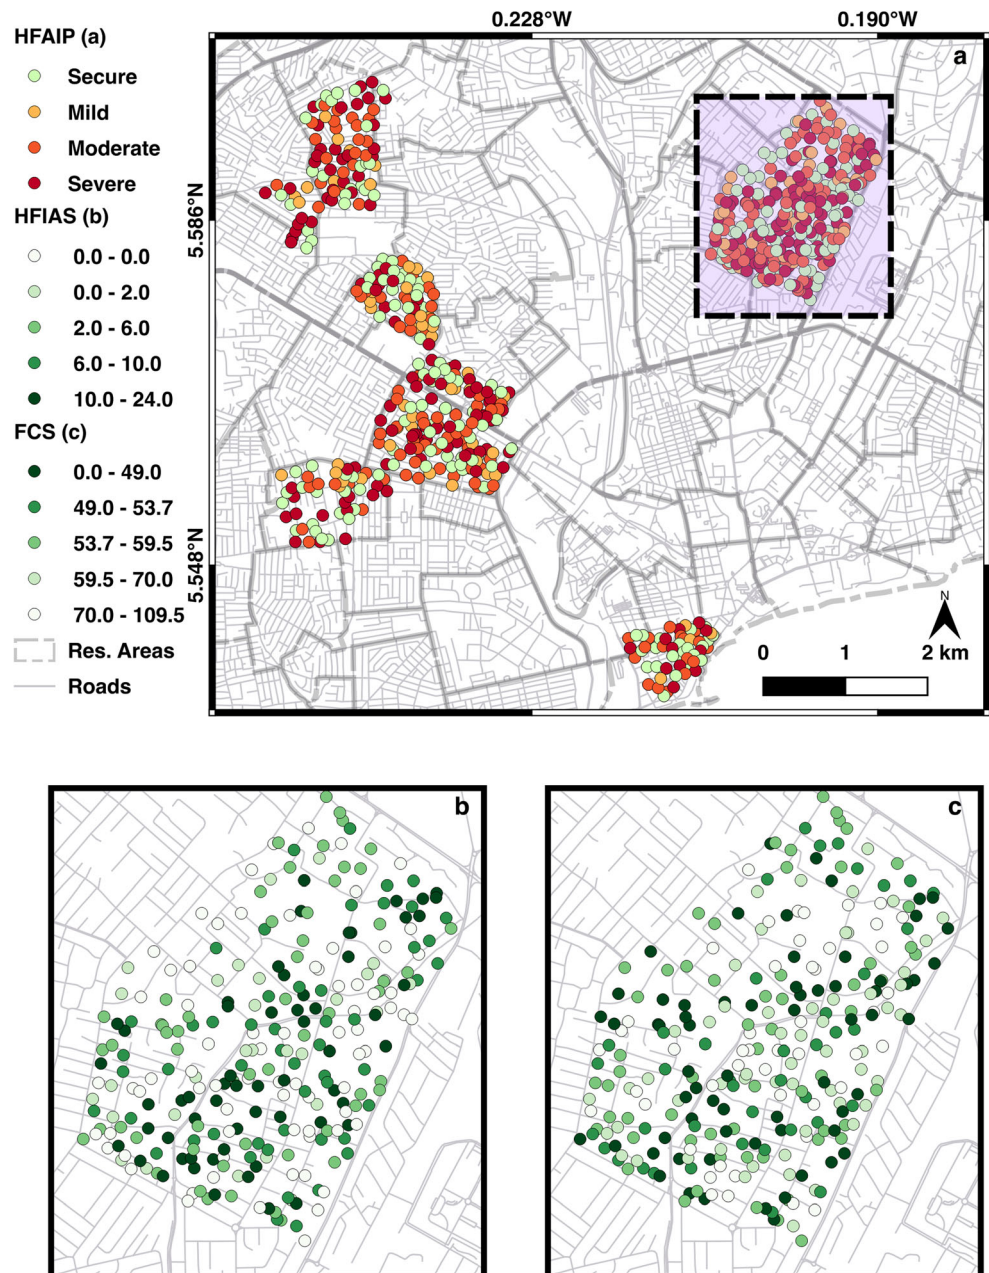 0.228°W 0.190°W
HFAIP (a)
a
Secure
Mild
Moderate
Severe
HFIAS (b)
0.0 - 0.0
0.0 - 2.0
2.0 - 6.0
6.0 - 10.0
10.0 - 24.0
FCS (c)
0.0 - 49.0
49.0 - 53.7
53.7 - 59.5
59.5 - 70.0
70.0 - 109.5
Res. Areas
Roads
5.586°N
5.548°N
N
0 1 2 km
b
c